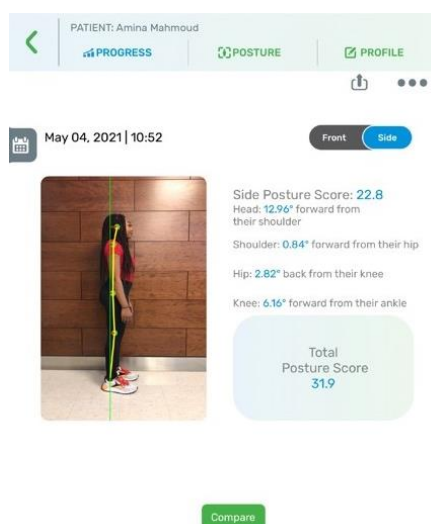 PATIENT: Amina Mahmoud
PROGRESS
POSTURE
PROFILE
May 04, 2021 | 10:52
Front
Side
Side Posture Score: 22.8
Head: 12.96° forward from
their shoulder
Shoulder: 0.84° forward from their hip
Hip: 2.82° back from their knee
Knee: 6.16° forward from their ankle
Total
Posture Score
31.9
Compare